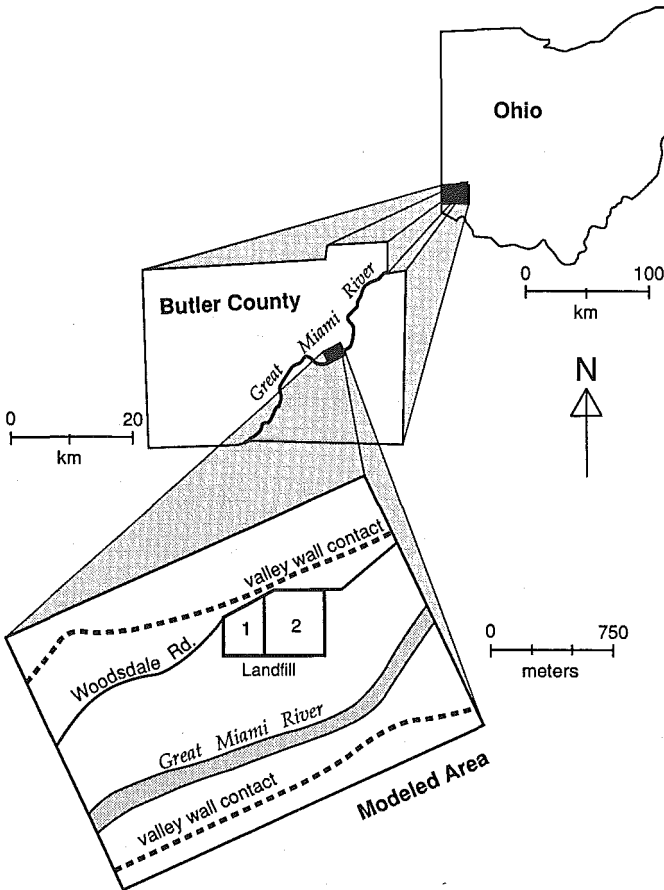 Ohio
0 100
km
Butler County
Great Miami River
N
0 20
km
valley wall contact
1 2
Landfill
Woodsdale Rd.
0 750
meters
Great Miami River
valley wall contact
Modeled Area